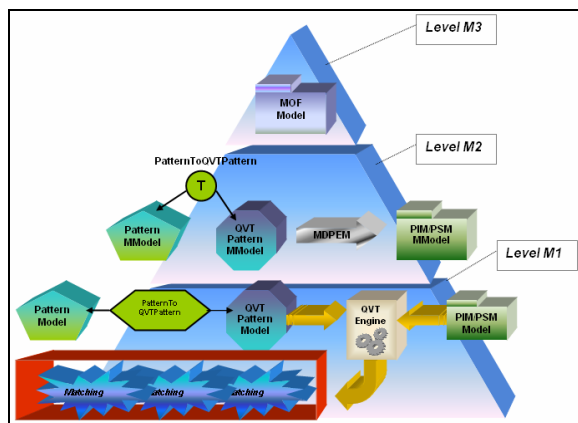 Level M3
MOF
Model
Level M2
PatternToQVTPattern
T
Pattern
MModel
QVT
Pattern
MModel
MDPEM
PIM/PSM
MModel
Level M1
Pattern
Model
PatternTo
QVTPattern
QVT
Pattern
Model
QVT
Engine
PIM/PSM
Model
Matching
atching
atching